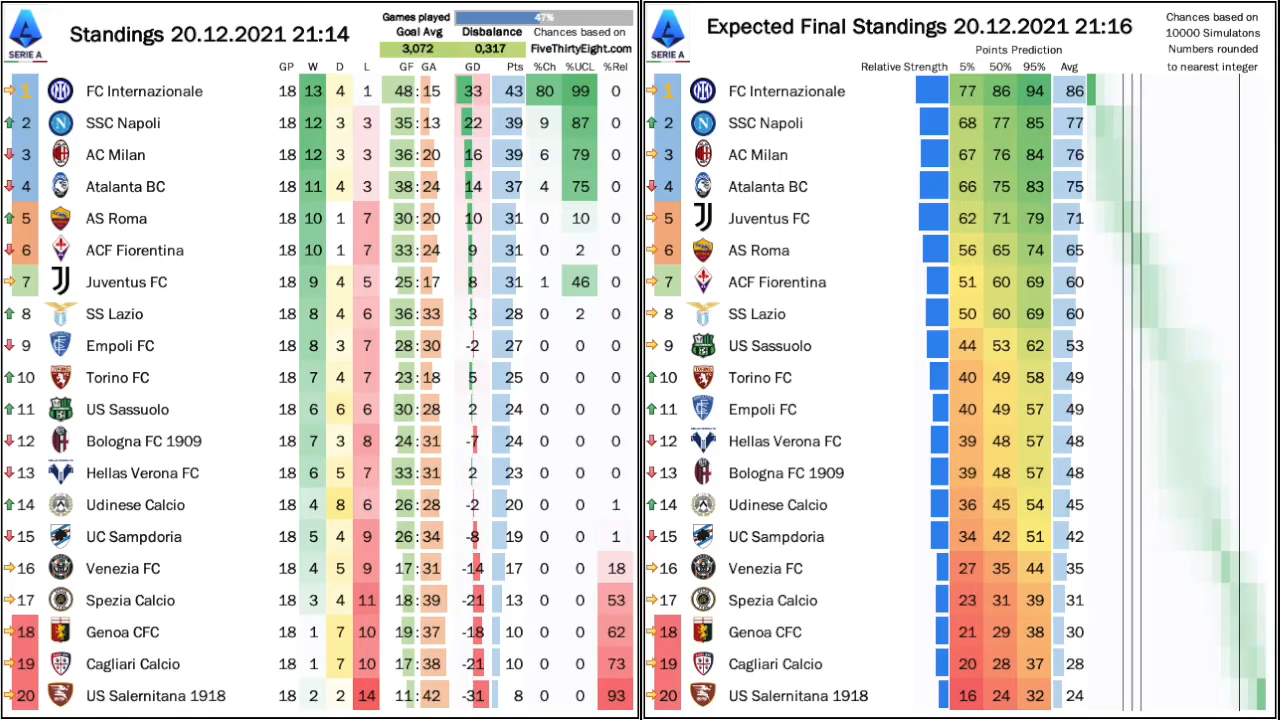 Games played 47%
Standings 20.12.2021 21:14 Goal Avg Disbalance Chances based on
SERIE A 3,072 0,317 FiveThirtyEight.com
GP W D L GF GA GD Pts %Ch %UCL %Rel
1 FC Internazionale 18 13 4 1 48:15 33 43 80 99 0
2 SSC Napoli 18 12 3 3 35:13 22 39 9 87 0
3 AC Milan 18 12 3 3 36:20 16 39 6 79 0
4 Atalanta BC 18 11 4 3 38:24 14 37 4 75 0
5 AS Roma 18 10 1 7 30:20 10 31 0 10 0
6 ACF Fiorentina 18 10 1 7 33:24 9 31 0 2 0
7 Juventus FC 18 9 4 5 25:17 8 31 1 46 0
8 SS Lazio 18 8 4 6 36:33 3 28 0 2 0
9 Empoli FC 18 8 3 7 28:30 -2 27 0 0 0
10 Torino FC 18 7 4 7 23:18 5 25 0 0 0
11 US Sassuolo 18 6 6 6 30:28 2 24 0 0 0
12 Bologna FC 1909 18 7 3 8 24:31 -7 24 0 0 0
13 Hellas Verona FC 18 6 5 7 33:31 2 23 0 0 0
14 Udinese Calcio 18 4 8 6 26:28 -2 20 0 0 1
15 UC Sampdoria 18 5 4 9 26:34 -8 19 0 0 1
16 Venezia FC 18 4 5 9 17:31 -14 17 0 0 18
17 Spezia Calcio 18 3 4 11 18:39 -21 13 0 0 53
18 Genoa CFC 18 1 7 10 19:37 -18 10 0 0 62
19 Cagliari Calcio 18 1 7 10 17:38 -21 10 0 0 73
20 US Salernitana 1918 18 2 2 14 11:42 -31 8 0 0 93
Expected Final Standings 20.12.2021 21:16
Chances based on
10000 Simulatons
Numbers rounded
to nearest integer
SERIE A
Points Prediction
Relative Strength 5% 50% 95% Avg
1 FC Internazionale 77 86 94 86
2 SSC Napoli 68 77 85 77
3 AC Milan 67 76 84 76
4 Atalanta BC 66 75 83 75
5 Juventus FC 62 71 79 71
6 AS Roma 56 65 74 65
7 ACF Fiorentina 51 60 69 60
8 SS Lazio 50 60 69 60
9 US Sassuolo 44 53 62 53
10 Torino FC 40 49 58 49
11 Empoli FC 40 49 57 49
12 Hellas Verona FC 39 48 57 48
13 Bologna FC 1909 39 48 57 48
14 Udinese Calcio 36 45 54 45
15 UC Sampdoria 34 42 51 42
16 Venezia FC 27 35 44 35
17 Spezia Calcio 23 31 39 31
18 Genoa CFC 21 29 38 30
19 Cagliari Calcio 20 28 37 28
20 US Salernitana 1918 16 24 32 24